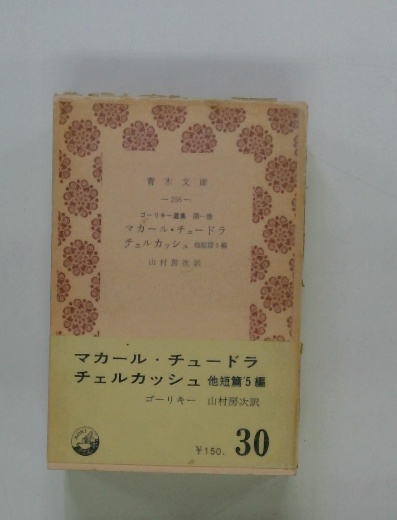 青木文庫
—296—
ゴーリキー選集 第一巻
マカール・チュードラ
チェルカッシュ 他短篇5編
山村房次訳
マカール・チュードラ
チェルカッシュ 他短篇5編
ゴーリキー 山村房次訳
AOKI
¥150. 30